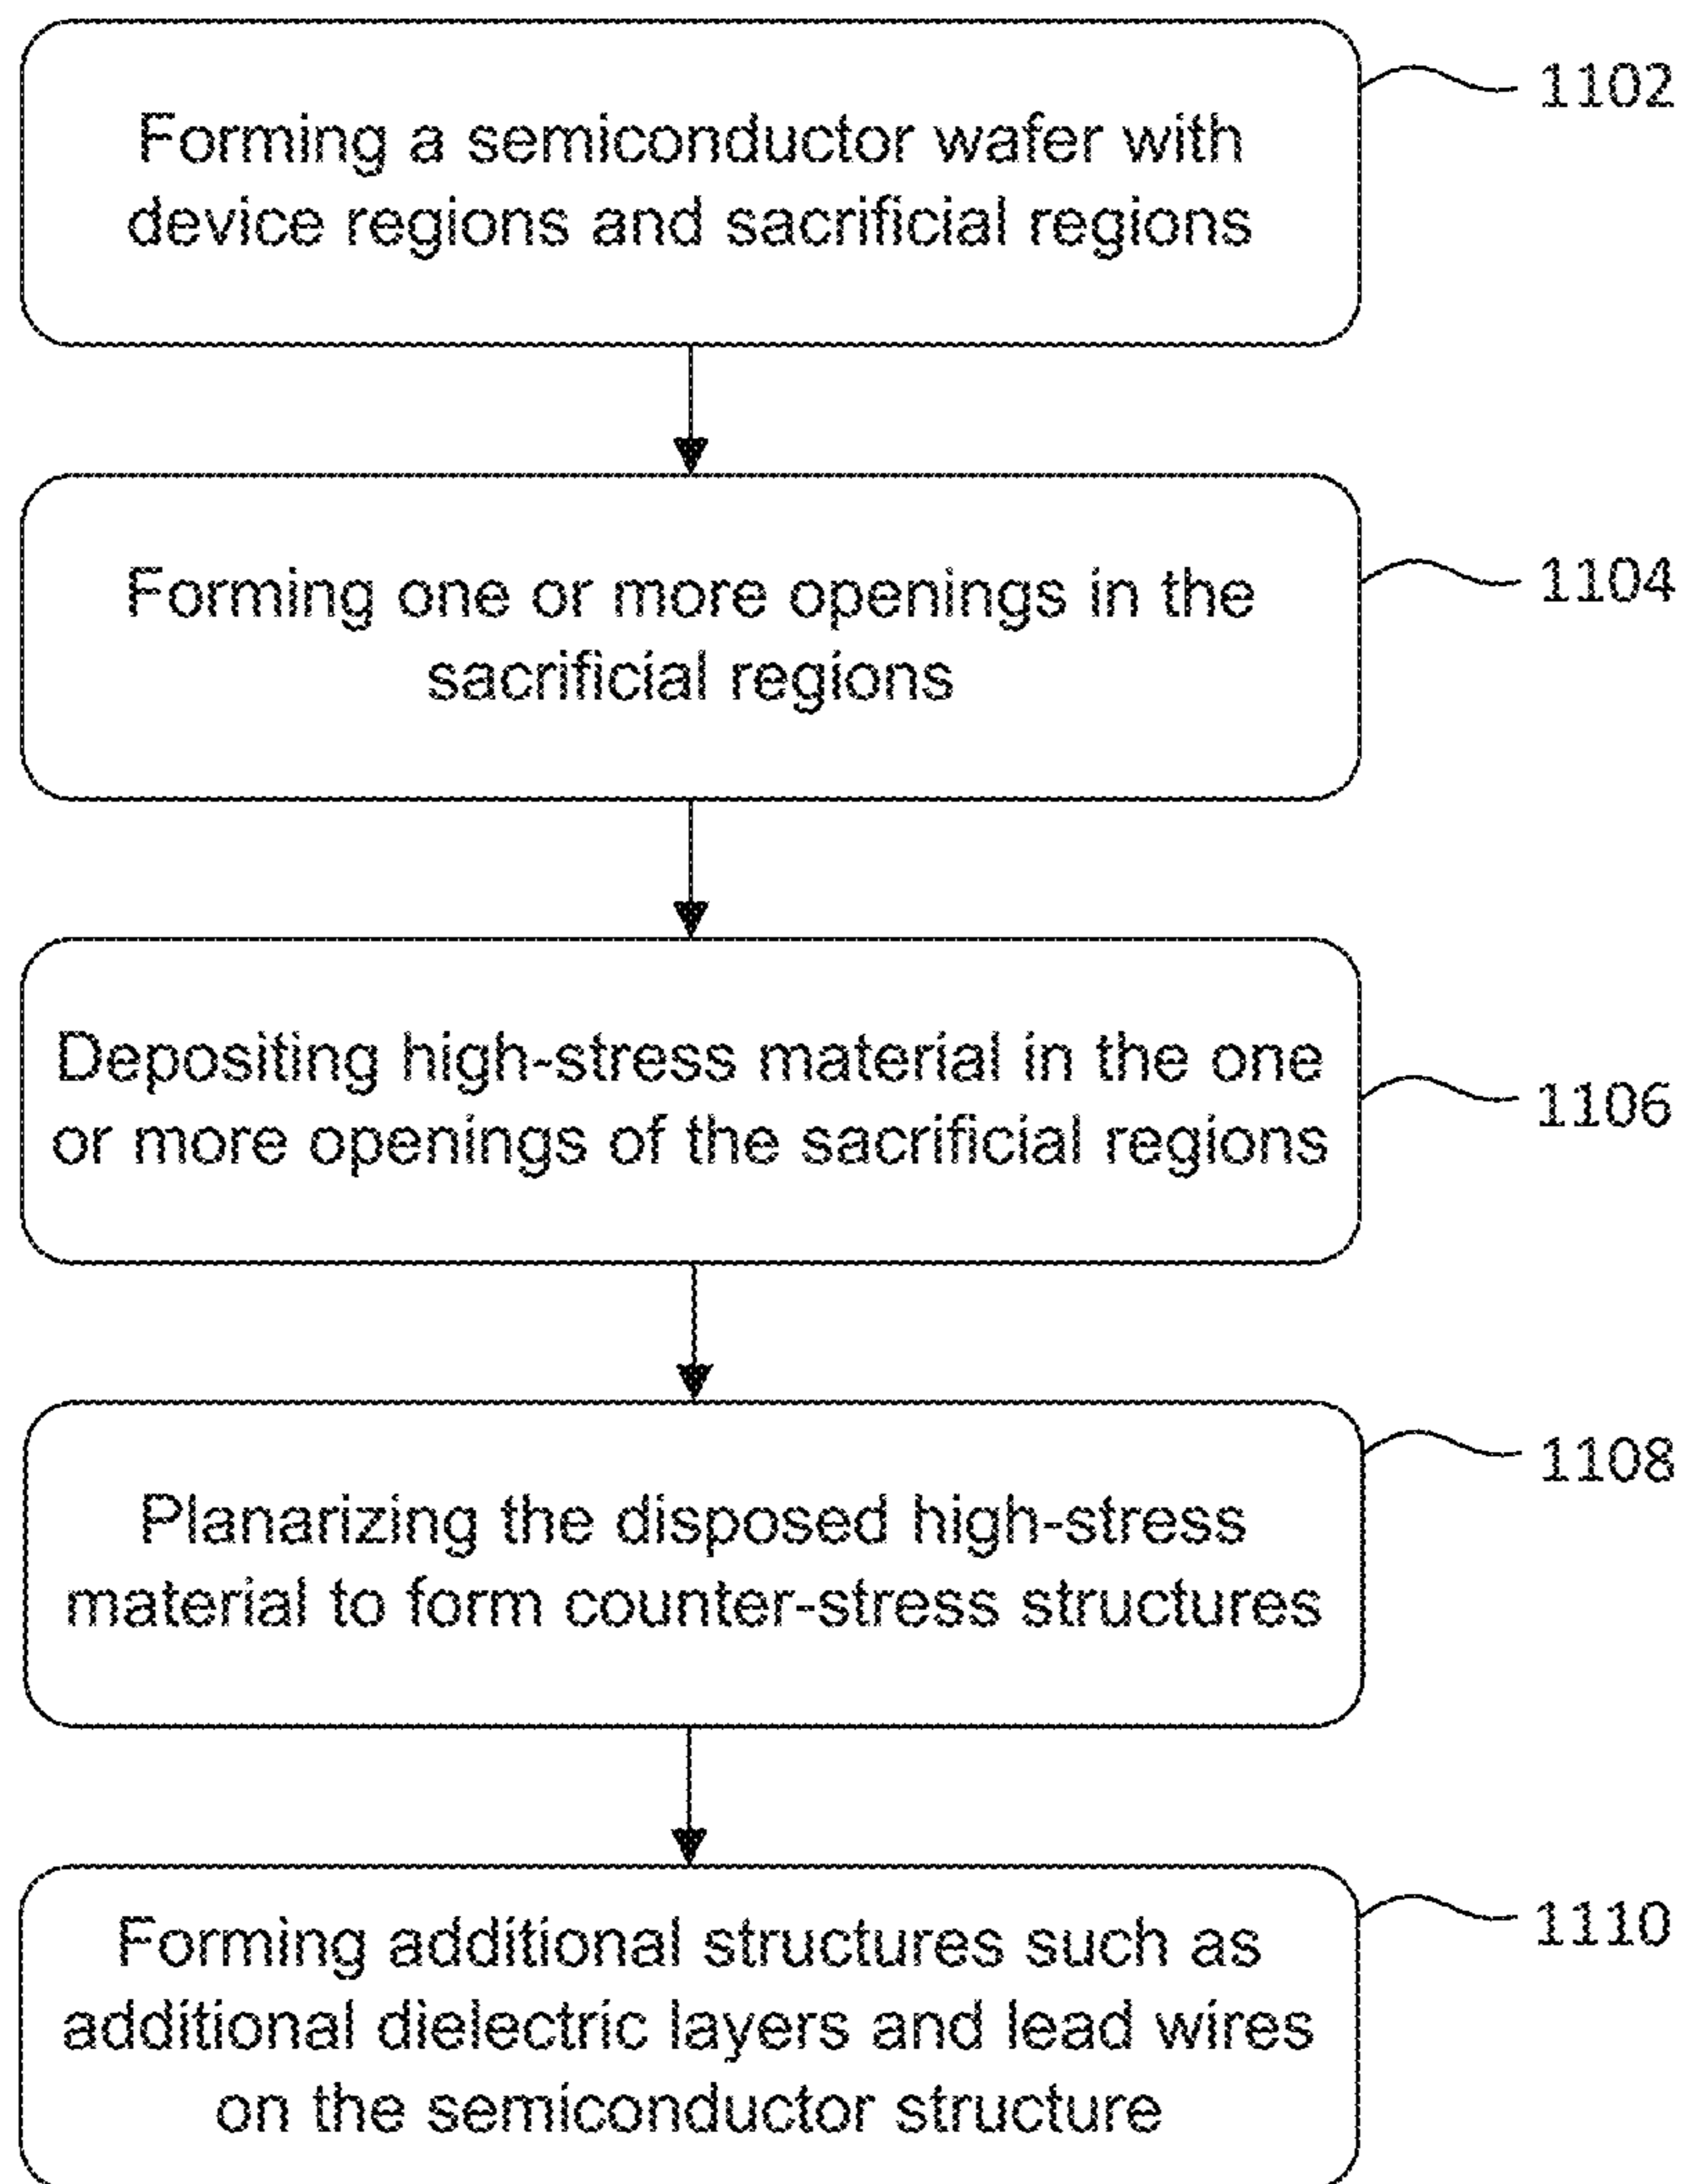 Forming a semiconductor wafer with
device regions and sacrificial regions
1102
Forming one or more openings in the
sacrificial regions
1104
Depositing high-stress material in the one
or more openings of the sacrificial regions
1106
Planarizing the disposed high-stress
material to form counter-stress structures
1108
Forming additional structures such as
additional dielectric layers and lead wires
on the semiconductor structure
1110